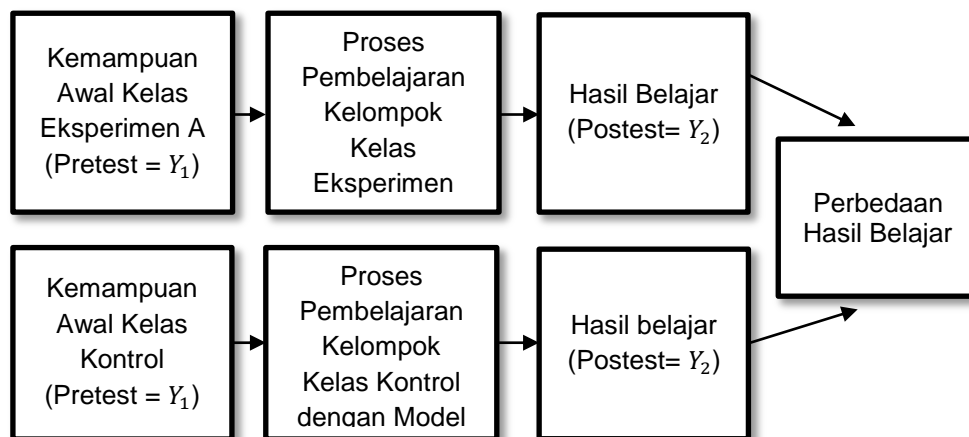 Kemampuan
Awal Kelas
Eksperimen A
(Pretest = 𝑌₁)
Proses
Pembelajaran
Kelompok
Kelas
Eksperimen
Hasil Belajar
(Postest= 𝑌₂)
Perbedaan
Hasil Belajar
Kemampuan
Awal Kelas
Kontrol
(Pretest = 𝑌₁)
Proses
Pembelajaran
Kelompok
Kelas Kontrol
dengan Model
Hasil belajar
(Postest= 𝑌₂)